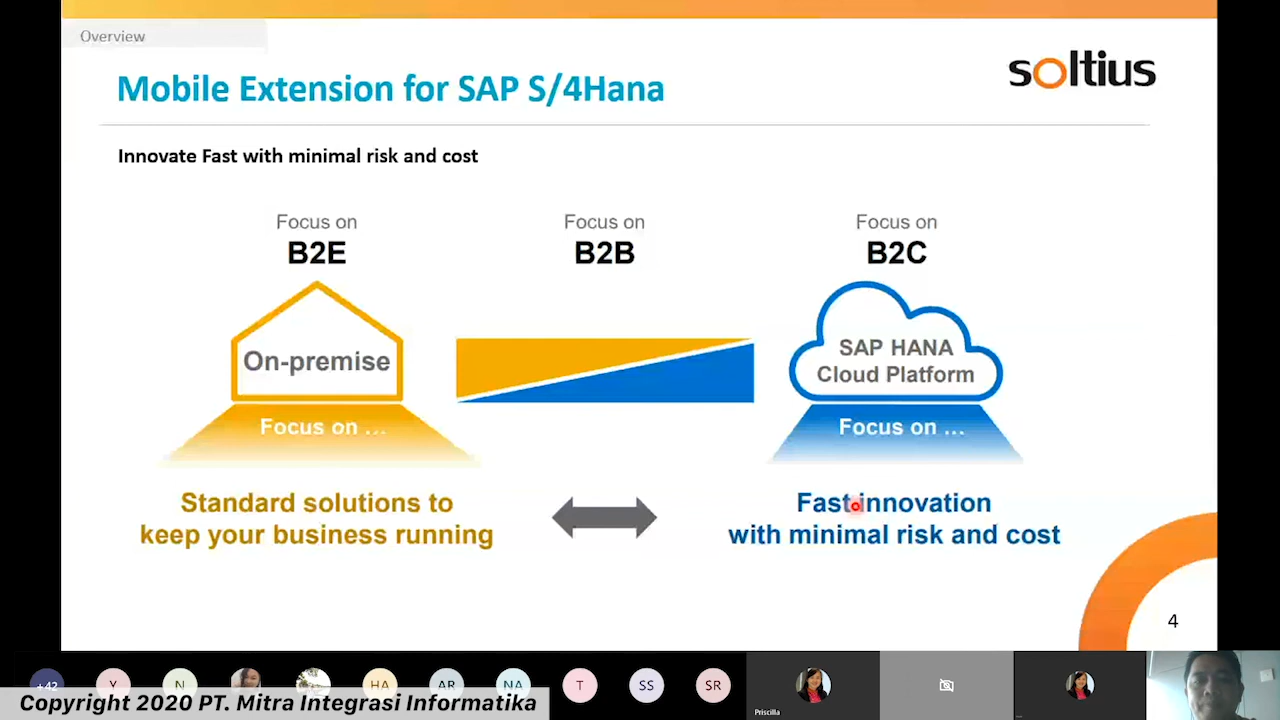 Overview
Mobile Extension for SAP S/4Hana
soltius
Innovate Fast with minimal risk and cost
Focus on
B2E
Focus on
B2B
Focus on
B2C
On-premise
SAP HANA
Cloud Platform
Focus on ...
Focus on ...
Standard solutions to
keep your business running
Fast innovation
with minimal risk and cost
4
+42
Y
N
HA
AR
NA
T
SS
SR
Priscilla
Copyright 2020 PT. Mitra Integrasi Informatika